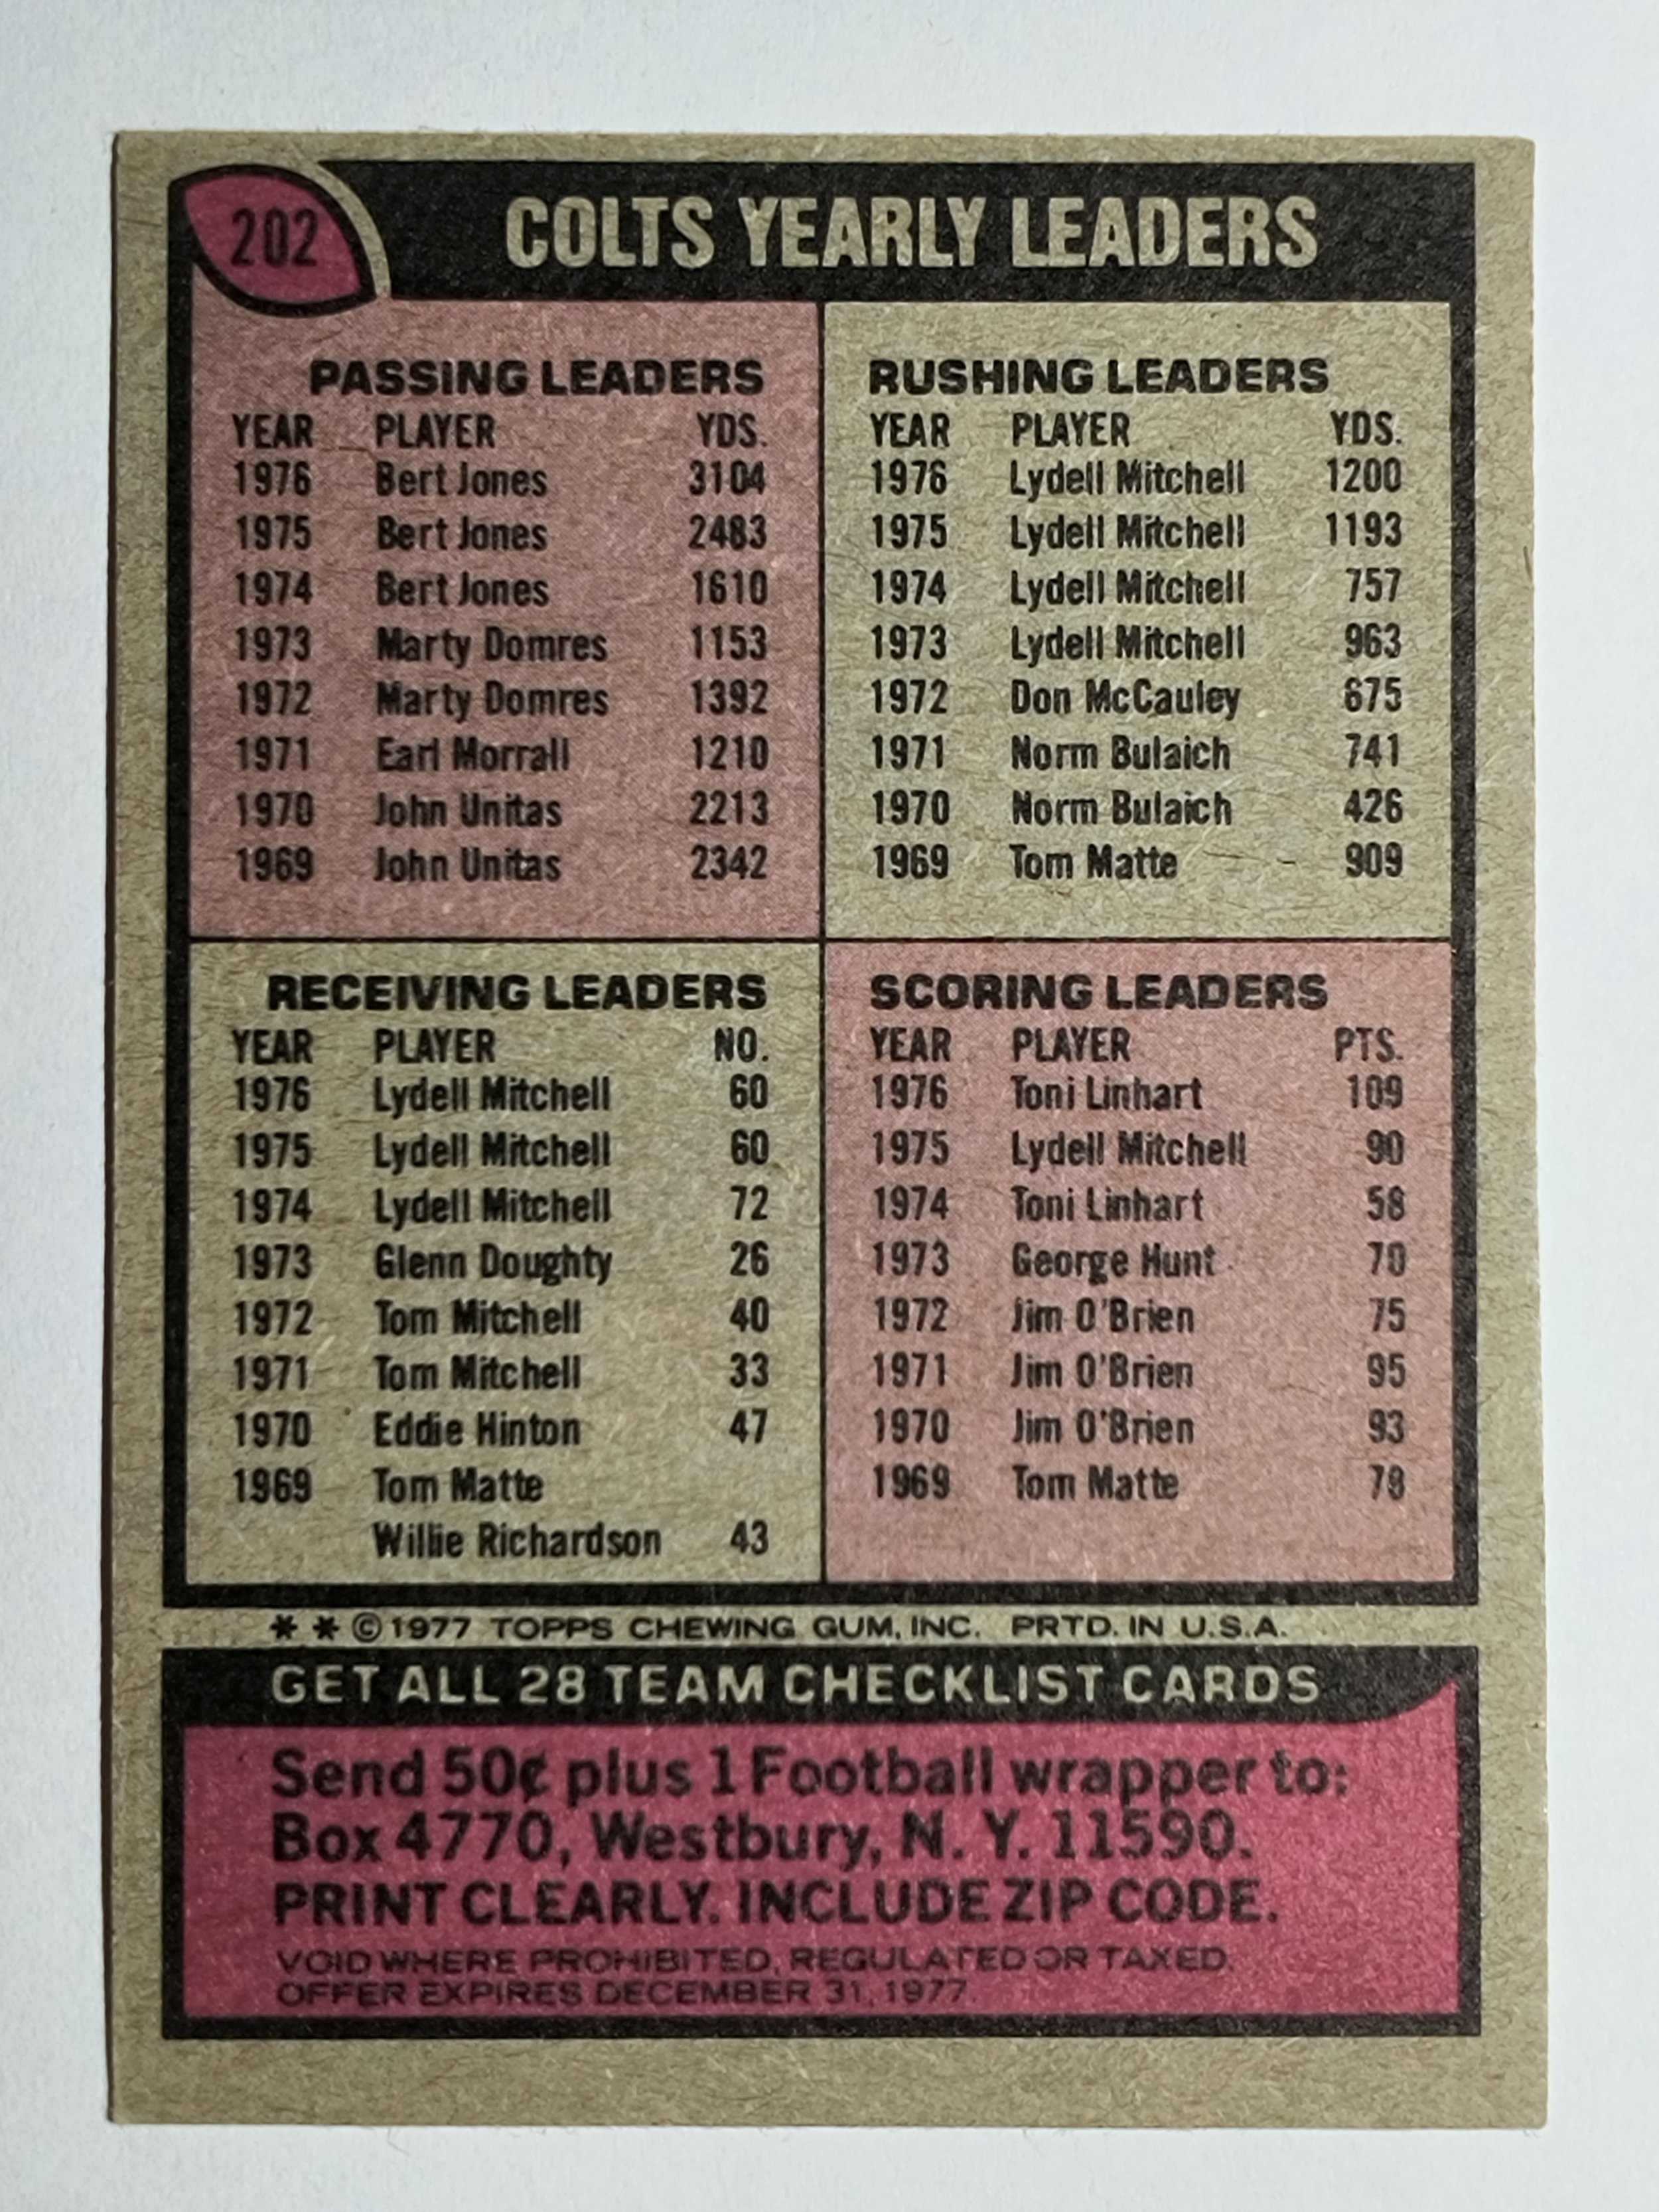 202
COLTS YEARLY LEADERS
PASSING LEADERS
YEAR PLAYER YDS.
1976 Bert Jones 3104
1975 Bert Jones 2483
1974 Bert Jones 1610
1973 Marty Domres 1153
1972 Marty Domres 1392
1971 Earl Morrall 1210
1970 John Unitas 2213
1969 John Unitas 2342
RUSHING LEADERS
YEAR PLAYER YDS.
1976 Lydell Mitchell 1200
1975 Lydell Mitchell 1193
1974 Lydell Mitchell 757
1973 Lydell Mitchell 963
1972 Don McCauley 675
1971 Norm Bulaich 741
1970 Norm Bulaich 426
1969 Tom Matte 909
RECEIVING LEADERS
YEAR PLAYER NO.
1976 Lydell Mitchell 60
1975 Lydell Mitchell 60
1974 Lydell Mitchell 72
1973 Glenn Doughty 26
1972 Tom Mitchell 40
1971 Tom Mitchell 33
1970 Eddie Hinton 47
1969 Tom Matte
Willie Richardson 43
SCORING LEADERS
YEAR PLAYER PTS.
1976 Toni Linhart 109
1975 Lydell Mitchell 90
1974 Toni Linhart 58
1973 George Hunt 70
1972 Jim O'Brien 75
1971 Jim O'Brien 95
1970 Jim O'Brien 93
1969 Tom Matte 78
* * © 1977 TOPPS CHEWING GUM, INC. PRTD. IN U.S.A.
GET ALL 28 TEAM CHECKLIST CARDS
Send 50¢ plus 1 Football wrapper to:
Box 4770, Westbury, N. Y. 11590.
PRINT CLEARLY. INCLUDE ZIP CODE.
VOID WHERE PROHIBITED, REGULATED OR TAXED.
OFFER EXPIRES DECEMBER 31, 1977.